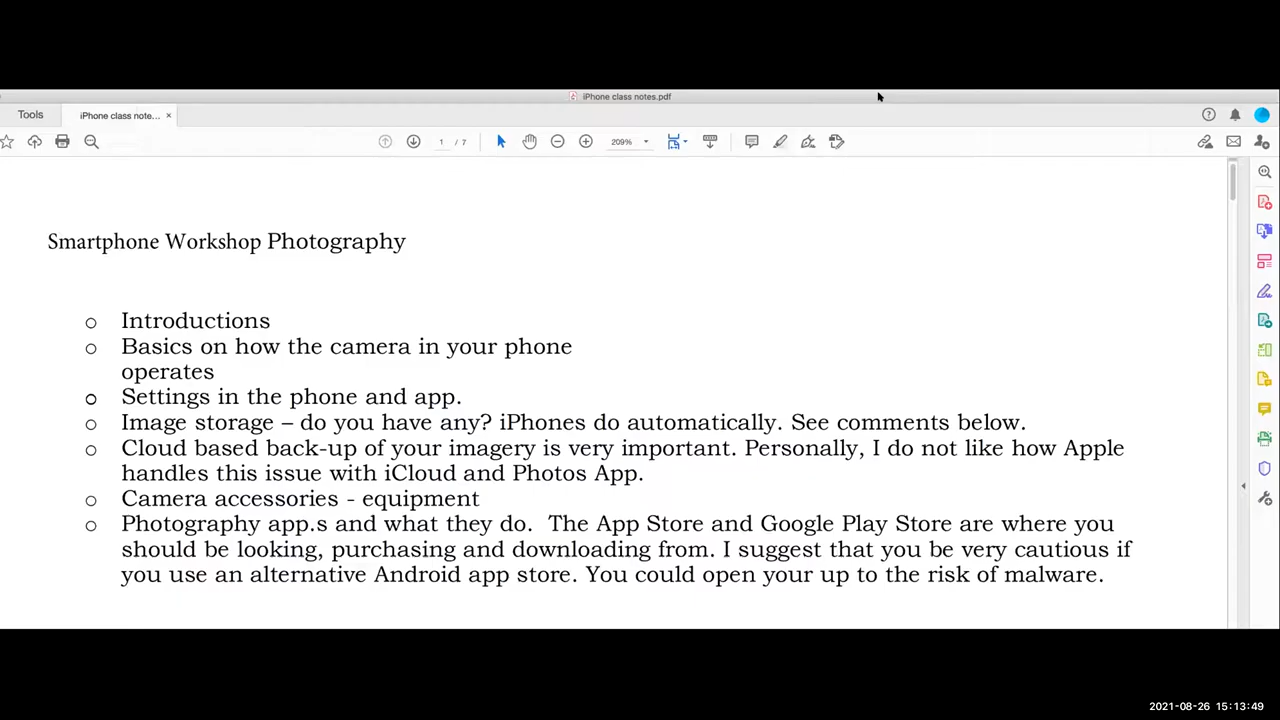 iPhone class notes.pdf
Tools
iPhone class note... ×
1 / 7
209%
Smartphone Workshop Photography
o Introductions
o Basics on how the camera in your phone
operates
o Settings in the phone and app.
o Image storage – do you have any? iPhones do automatically. See comments below.
o Cloud based back-up of your imagery is very important. Personally, I do not like how Apple
handles this issue with iCloud and Photos App.
o Camera accessories - equipment
o Photography app.s and what they do.  The App Store and Google Play Store are where you
should be looking, purchasing and downloading from. I suggest that you be very cautious if
you use an alternative Android app store. You could open your up to the risk of malware.
2021-08-26 15:13:49